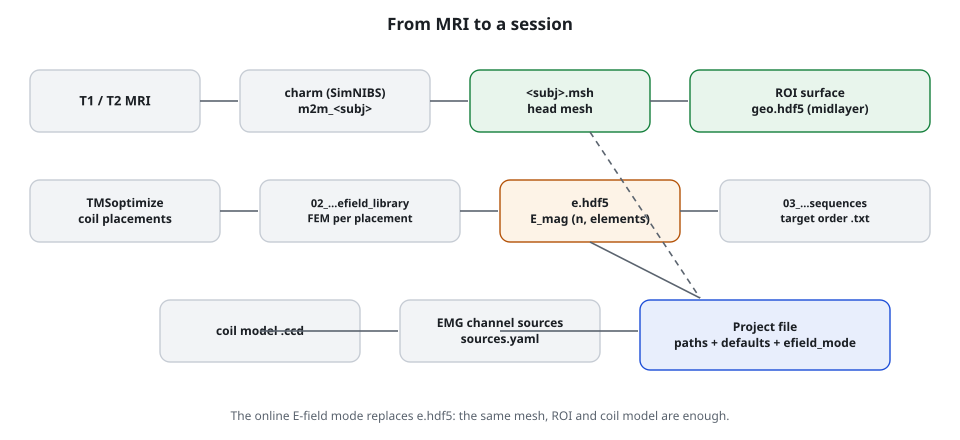 From MRI to a session
T1 / T2 MRI
charm (SimNIBS)
m2m_<subj>
<subj>.msh
head mesh
ROI surface
geo.hdf5 (midlayer)
TMSoptimize
coil placements
02_...efield_library
FEM per placement
e.hdf5
E_mag (n, elements)
03_...sequences
target order .txt
coil model .ccd
EMG channel sources
sources.yaml
Project file
paths + defaults + efield_mode
The online E-field mode replaces e.hdf5: the same mesh, ROI and coil model are enough.